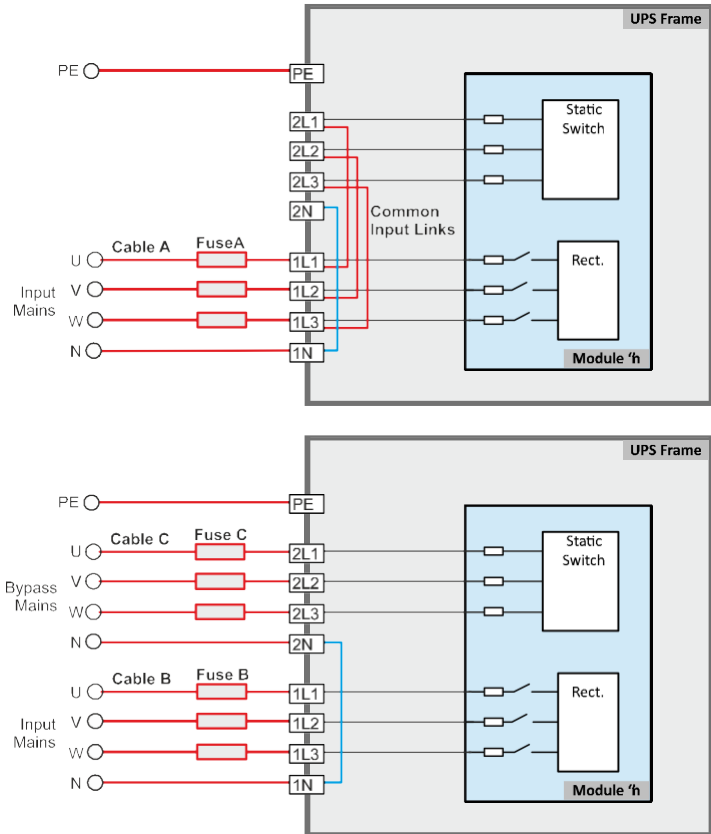 UPS Frame
PE
PE
2L1
2L2
2L3
2N
Static
Switch
Common
Input Links
Cable A
FuseA
U
1L1
Rect.
Input
Mains
V
1L2
W
1L3
N
1N
Module ‘h
UPS Frame
PE
PE
Cable C
Fuse C
U
2L1
Static
Switch
Bypass
Mains
V
2L2
W
2L3
N
2N
Cable B
Fuse B
U
1L1
Rect.
Input
Mains
V
1L2
W
1L3
N
1N
Module ‘h